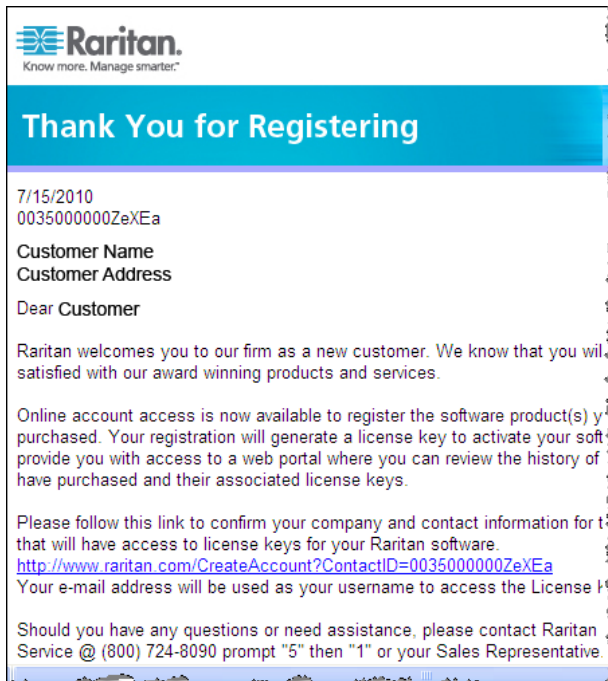 Raritan.
Know more. Manage smarter.™
Thank You for Registering
7/15/2010
0035000000ZeXEa
Customer Name
Customer Address
Dear Customer
Raritan welcomes you to our firm as a new customer. We know that you wil
satisfied with our award winning products and services.
Online account access is now available to register the software product(s) y
purchased. Your registration will generate a license key to activate your soft
provide you with access to a web portal where you can review the history of
have purchased and their associated license keys.
Please follow this link to confirm your company and contact information for t
that will have access to license keys for your Raritan software.
http://www.raritan.com/CreateAccount?ContactID=0035000000ZeXEa
Your e-mail address will be used as your username to access the License
Should you have any questions or need assistance, please contact Raritan
Service @ (800) 724-8090 prompt "5" then "1" or your Sales Representative.